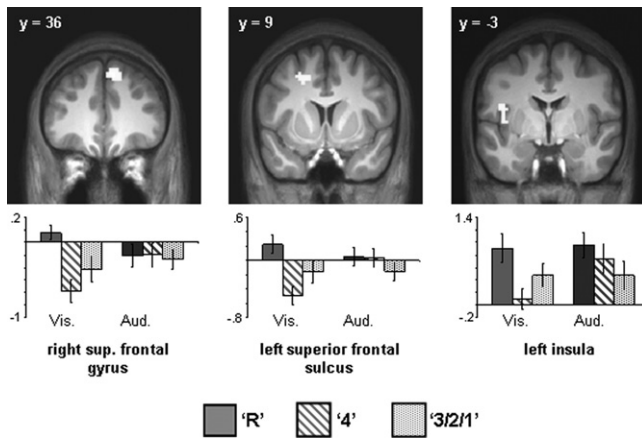 y = 36
y = 9
y = -3
.2
-1
Vis.
Aud.
.6
-.8
Vis.
Aud.
1.4
-.2
Vis.
Aud.
right sup. frontal
gyrus
left superior frontal
sulcus
left insula
'R'
'4'
'3/2/1'